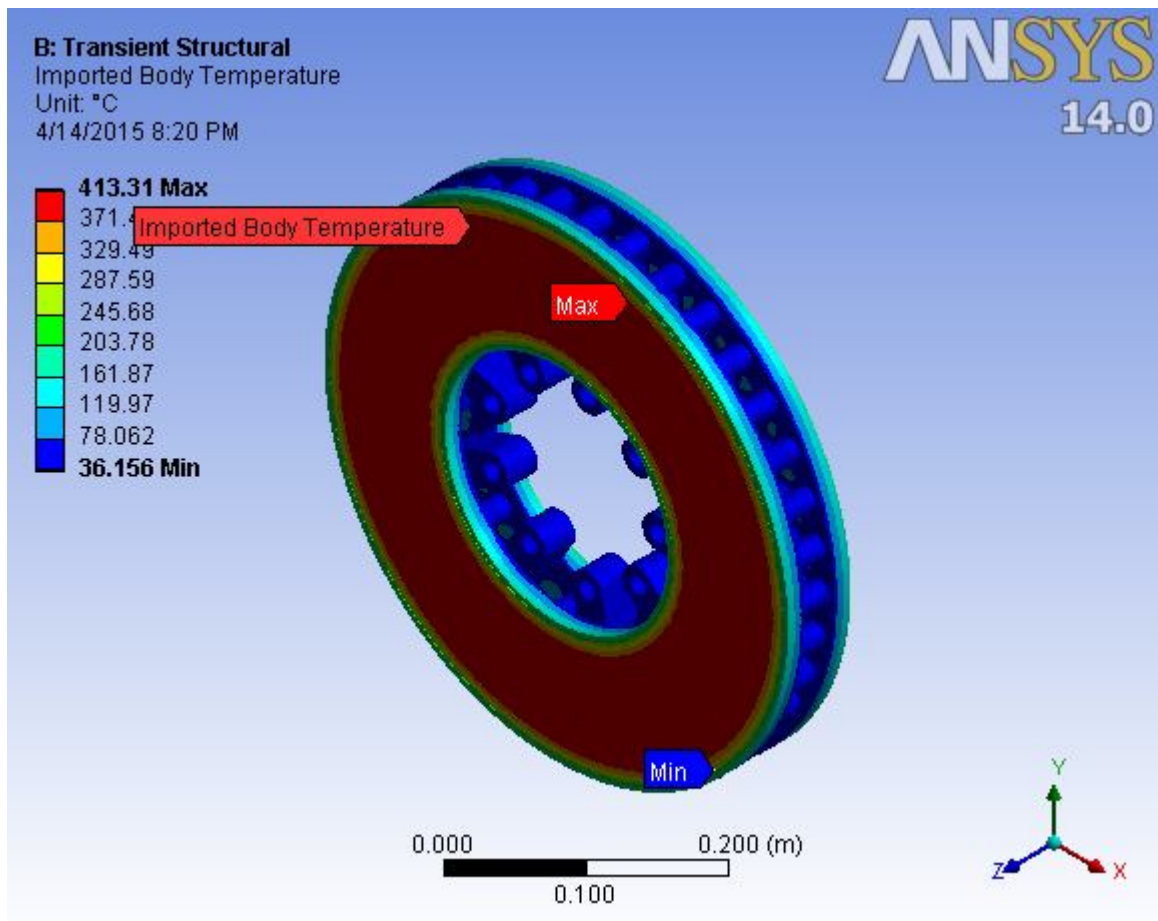 B: Transient Structural
Imported Body Temperature
Unit: °C
4/14/2015 8:20 PM
ANSYS
14.0
413.31 Max
371.
Imported Body Temperature
329.49
287.59
245.68
203.78
161.87
119.97
78.062
36.156 Min
Max
Min
0.000
0.200 (m)
0.100
Y
Z
X